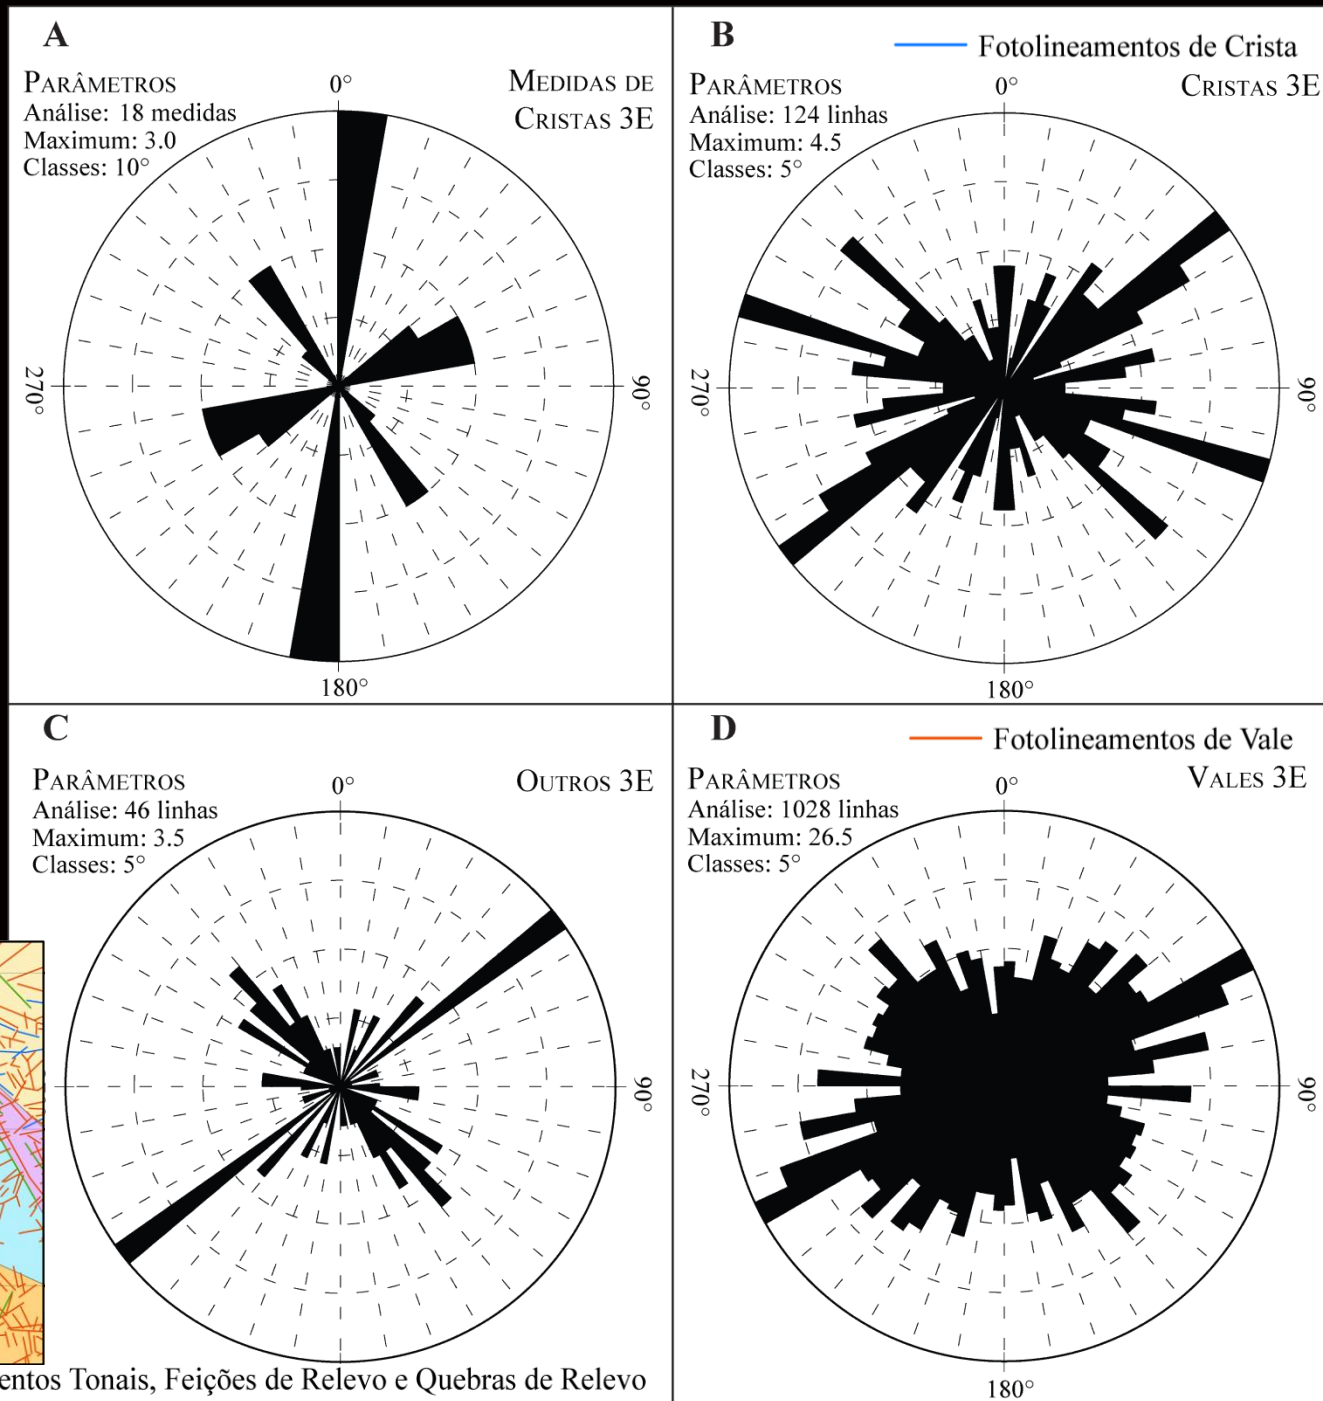 A
PARÂMETROS
Análise: 18 medidas
Maximum: 3.0
Classes: 10°
MEDIDAS DE
CRISTAS 3E
0°
90°
180°
270°
B
Fotolineamentos de Crista
PARÂMETROS
Análise: 124 linhas
Maximum: 4.5
Classes: 5°
CRISTAS 3E
0°
90°
180°
270°
C
PARÂMETROS
Análise: 46 linhas
Maximum: 3.5
Classes: 5°
OUTROS 3E
0°
90°
270°
entos Tonais, Feições de Relevo e Quebras de Relevo
D
Fotolineamentos de Vale
PARÂMETROS
Análise: 1028 linhas
Maximum: 26.5
Classes: 5°
VALES 3E
0°
90°
180°
270°